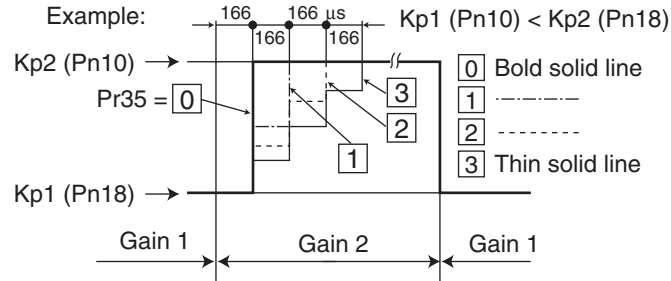 Example:
166 166 µs
166 166
Kp1 (Pn10) < Kp2 (Pn18)
Kp2 (Pn10)
Pr35 = 0
3
2
1
Kp1 (Pn18)
0 Bold solid line
1
2
3 Thin solid line
Gain 1 Gain 2 Gain 1